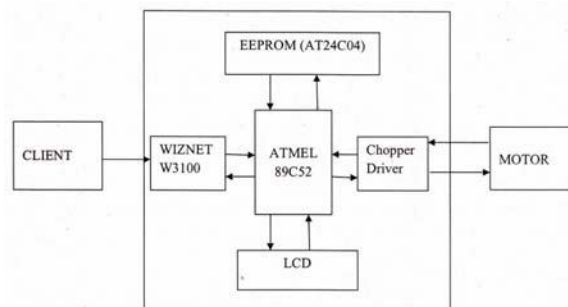 EEPROM (AT24C04)
CLIENT
WIZNET
W3100
ATMEL
89C52
Chopper
Driver
MOTOR
LCD